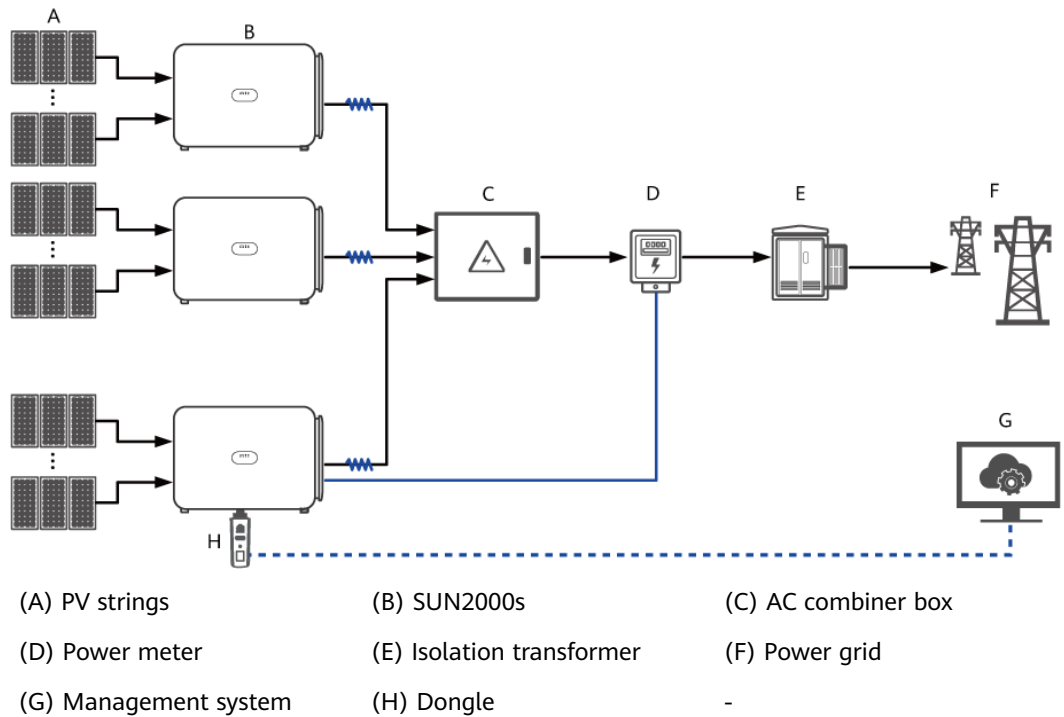 A
B
C
D
E
F
G
H
(A) PV strings (B) SUN2000s (C) AC combiner box
(D) Power meter (E) Isolation transformer (F) Power grid
(G) Management system (H) Dongle -